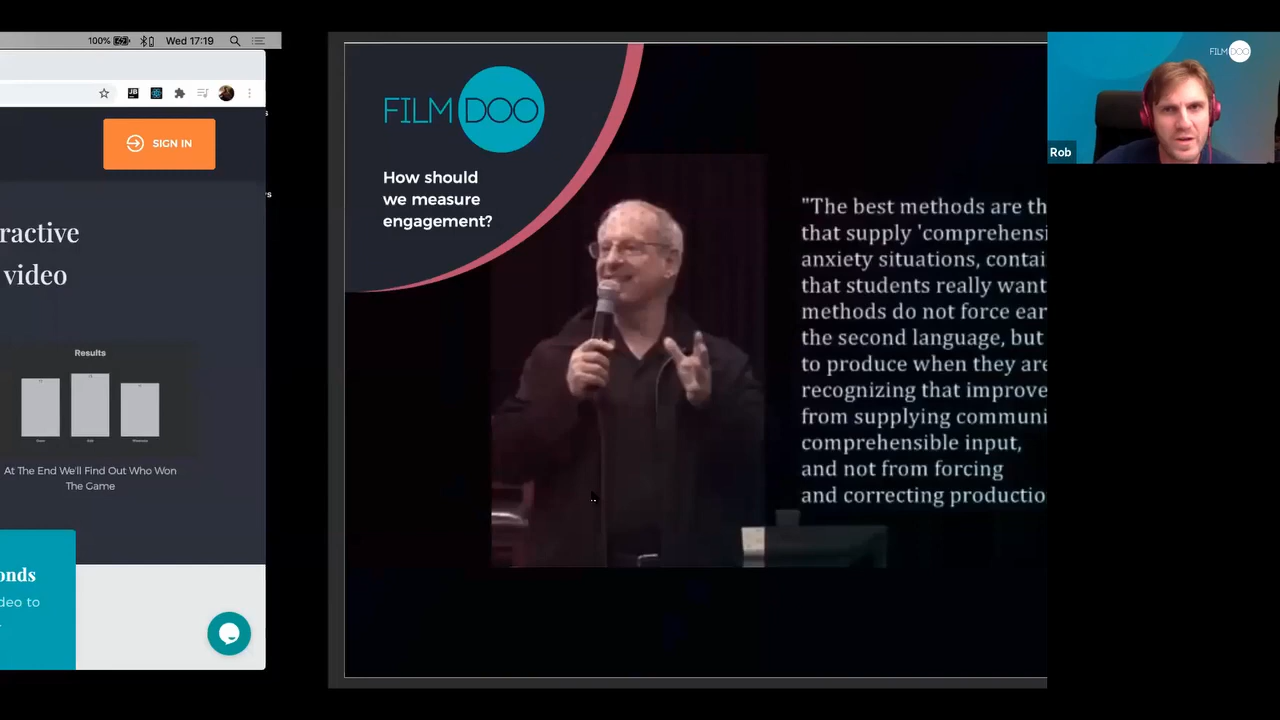 100%
Wed 17:19
SIGN IN
ractive
video
Results
At The End We'll Find Out Who Won
The Game
onds
deo to
FILM DOO
How should
we measure
engagement?
"The best methods are th
that supply 'comprehensi
anxiety situations, contai
that students really want
methods do not force ear
the second language, but
to produce when they are
recognizing that improve
from supplying communi
comprehensible input,
and not from forcing
and correcting productio
FILM DOO
Rob